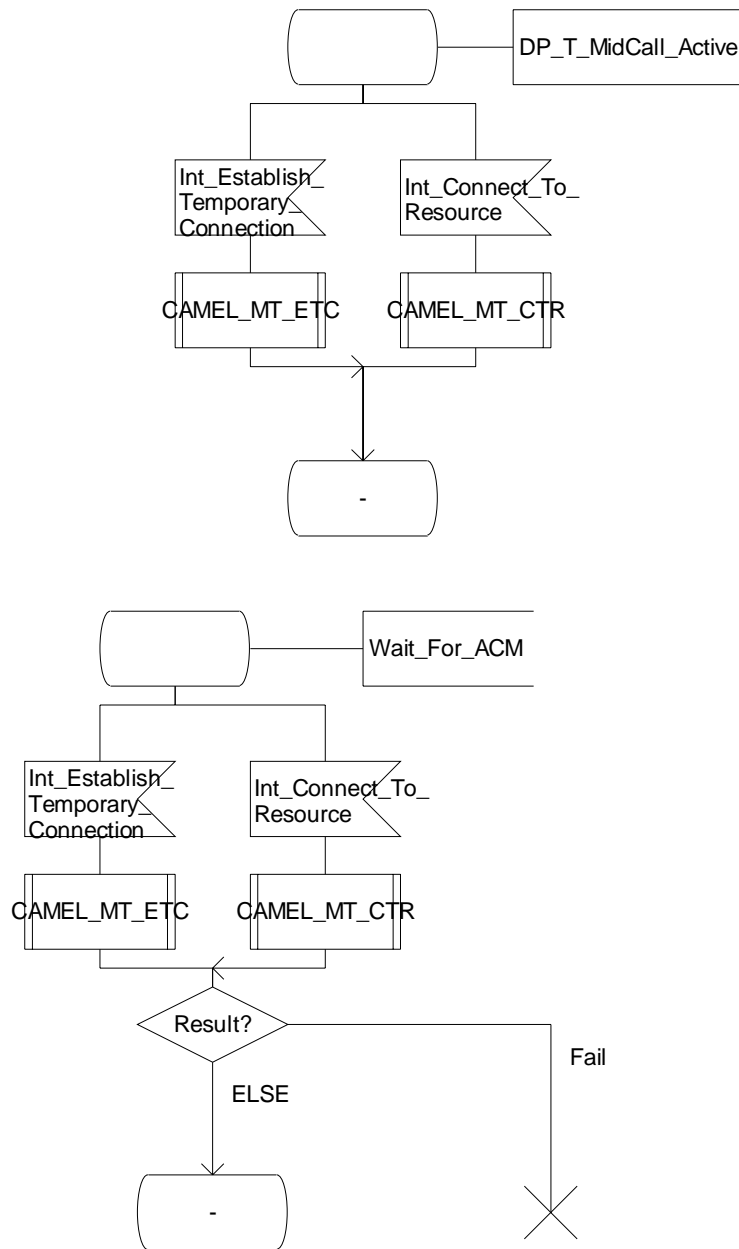 DP_T_MidCall_Active
Int_Establish_
Temporary_
Connection
Int_Connect_To_
Resource
CAMEL_MT_ETC
CAMEL_MT_CTR
-
Wait_For_ACM
Int_Establish_
Temporary_
Connection
Int_Connect_To_
Resource
CAMEL_MT_ETC
CAMEL_MT_CTR
Result?
Fail
ELSE
-